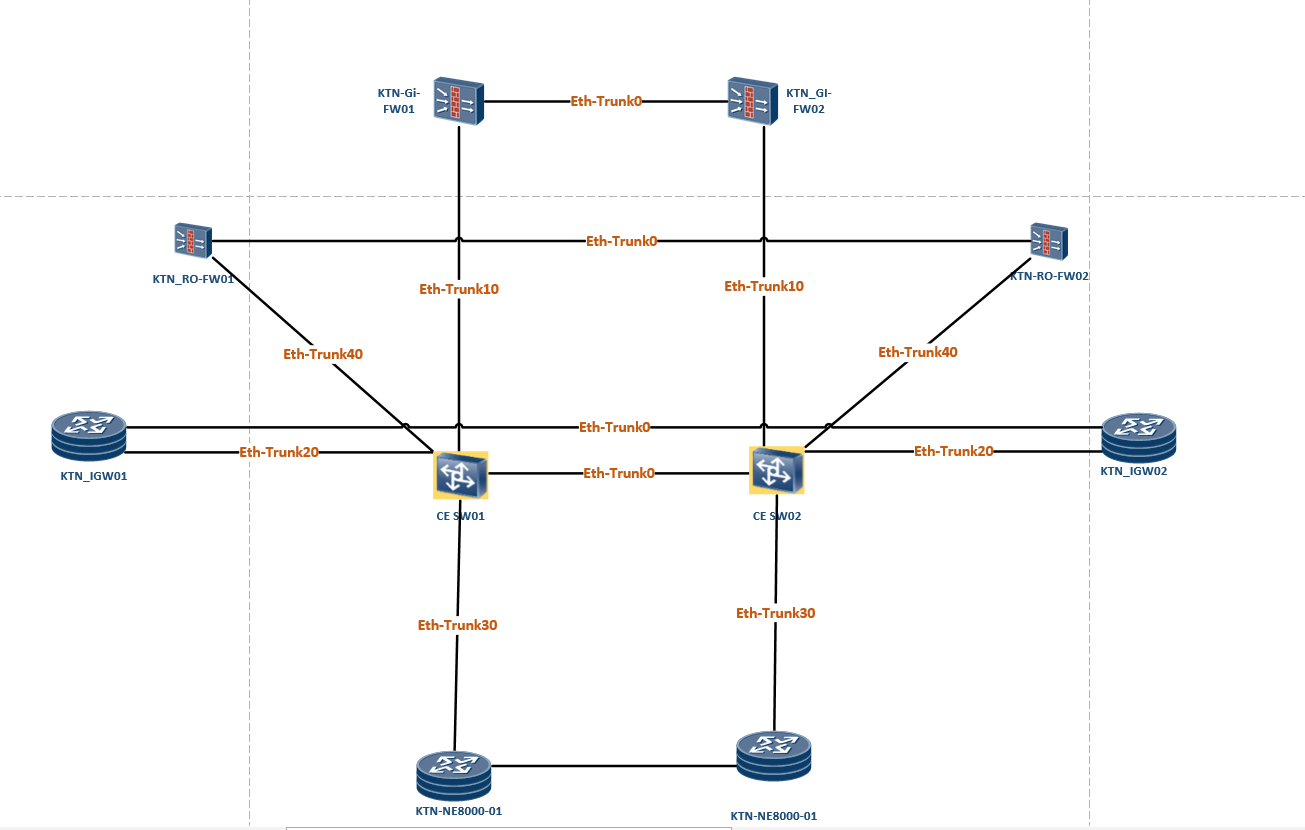 KTN-Gi-
FW01
Eth-Trunk0
KTN_GI-
FW02
Eth-Trunk0
KTN_RO-FW01
KTN-RO-FW02
Eth-Trunk10
Eth-Trunk10
Eth-Trunk40
Eth-Trunk40
Eth-Trunk0
Eth-Trunk20
Eth-Trunk20
KTN_IGW01
Eth-Trunk0
KTN_IGW02
CE SW01
CE SW02
Eth-Trunk30
Eth-Trunk30
KTN-NE8000-01
KTN-NE8000-01